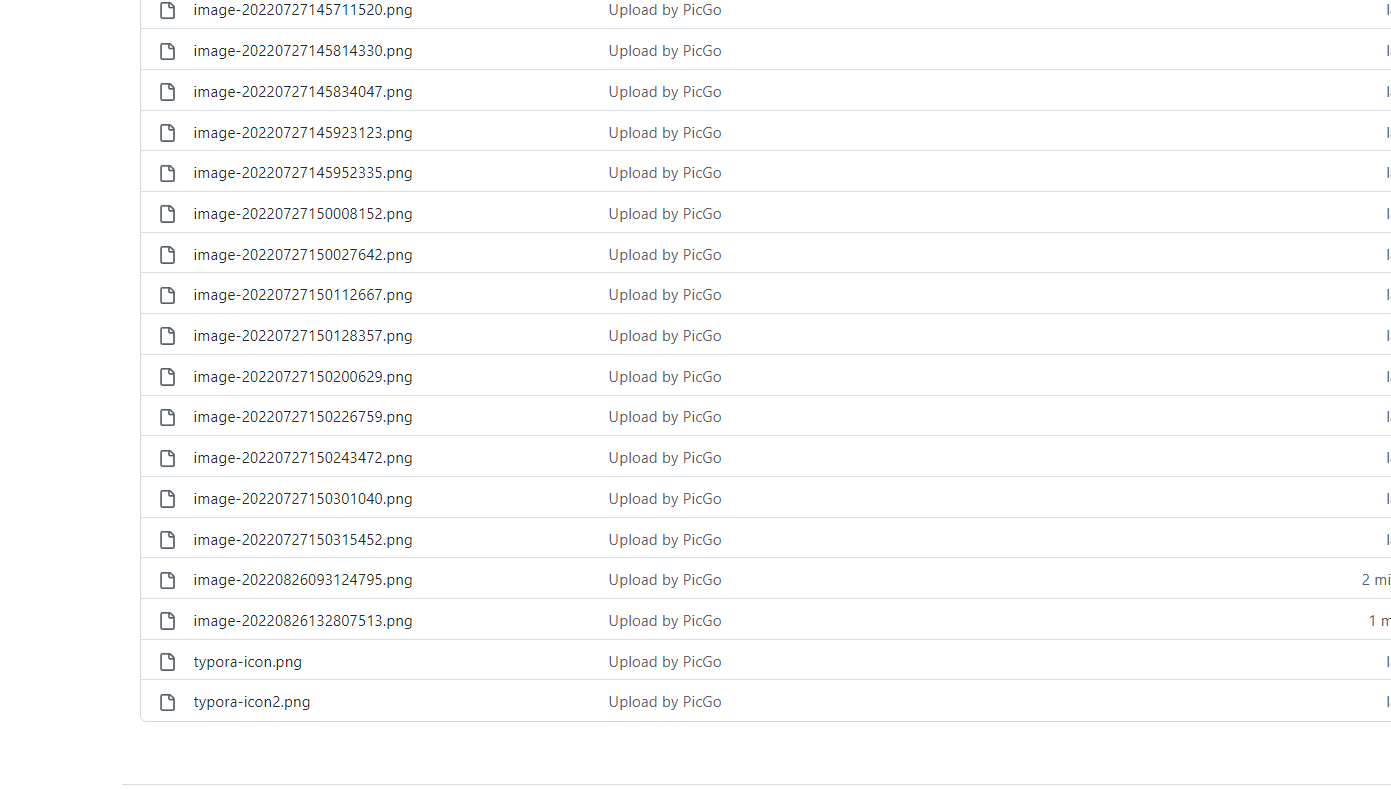 image-20220727145711520.png Upload by PicGo
image-20220727145814330.png Upload by PicGo
image-20220727145834047.png Upload by PicGo
image-20220727145923123.png Upload by PicGo
image-20220727145952335.png Upload by PicGo
image-20220727150008152.png Upload by PicGo
image-20220727150027642.png Upload by PicGo
image-20220727150112667.png Upload by PicGo
image-20220727150128357.png Upload by PicGo
image-20220727150200629.png Upload by PicGo
image-20220727150226759.png Upload by PicGo
image-20220727150243472.png Upload by PicGo
image-20220727150301040.png Upload by PicGo
image-20220727150315452.png Upload by PicGo
image-20220826093124795.png Upload by PicGo 2 mi
image-20220826132807513.png Upload by PicGo 1 m
typora-icon.png Upload by PicGo
typora-icon2.png Upload by PicGo